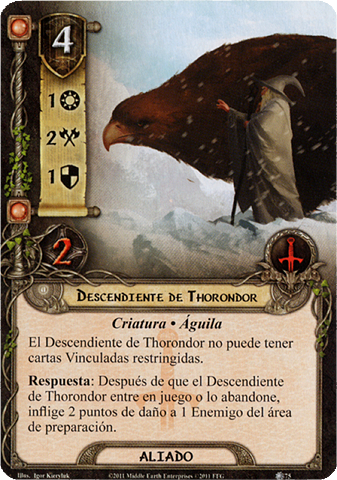 4
1
2
1
2
Descendiente de Thorondor
Criatura • Águila
El Descendiente de Thorondor no puede tener
cartas Vinculadas restringidas.
Respuesta: Después de que el Descendiente
de Thorondor entre en juego o lo abandone,
inflige 2 puntos de daño a 1 Enemigo del área
de preparación.
ALIADO
Illus. Igor Kieryluk
©2011 Middle Earth Enterprises ©2011 FFG
75